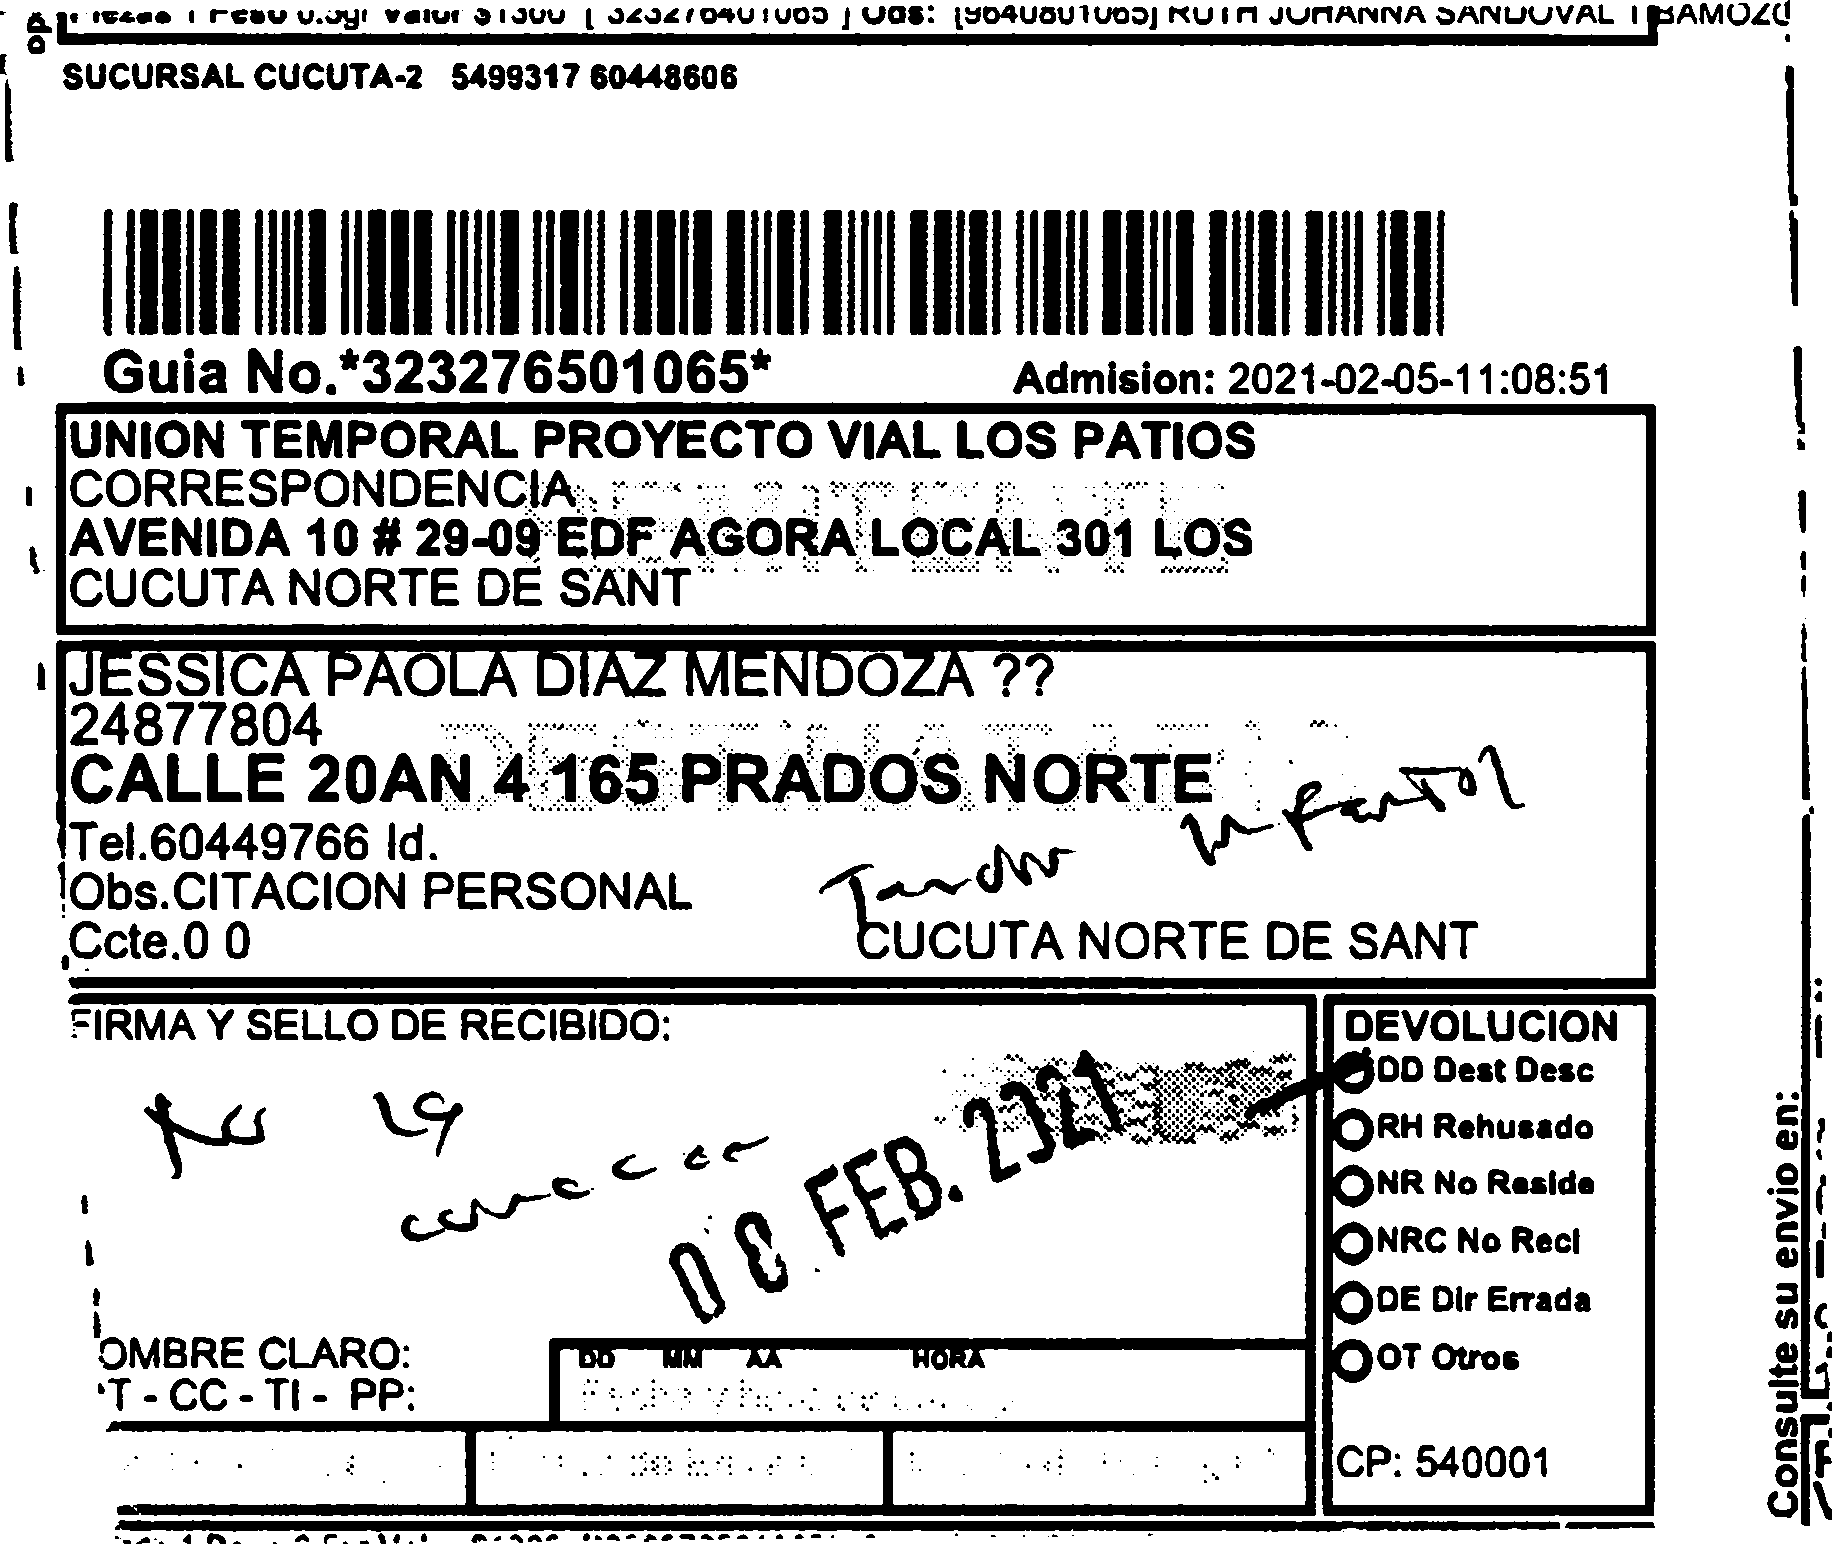 SUCURSAL CUCUTA-2 5499317 60448606
Guia No.*323276501065*
Admision: 2021-02-05-11:08:51
UNION TEMPORAL PROYECTO VIAL LOS PATIOS
CORRESPONDENCIA
AVENIDA 10 # 29-09 EDF AGORA LOCAL 301 LOS
CUCUTA NORTE DE SANT
REMITENTE
JESSICA PAOLA DIAZ MENDOZA ??
24877804
CALLE 20AN 4 165 PRADOS NORTE
DESTINATARIO
Tel.60449766 Id.
Obs.CITACION PERSONAL
Ccte.0 0
CUCUTA NORTE DE SANT
FIRMA Y SELLO DE RECIBIDO:
No la
conocen
FEB. 2021
OMBRE CLARO:
T - CC - TI - PP:
DD MM AA HORA
DEVOLUCION
DD Dest Desc
RH Rehusado
NR No Reside
NRC No Reci
DE Dir Errada
OT Otros
CP: 540001
Consulte su envio en: